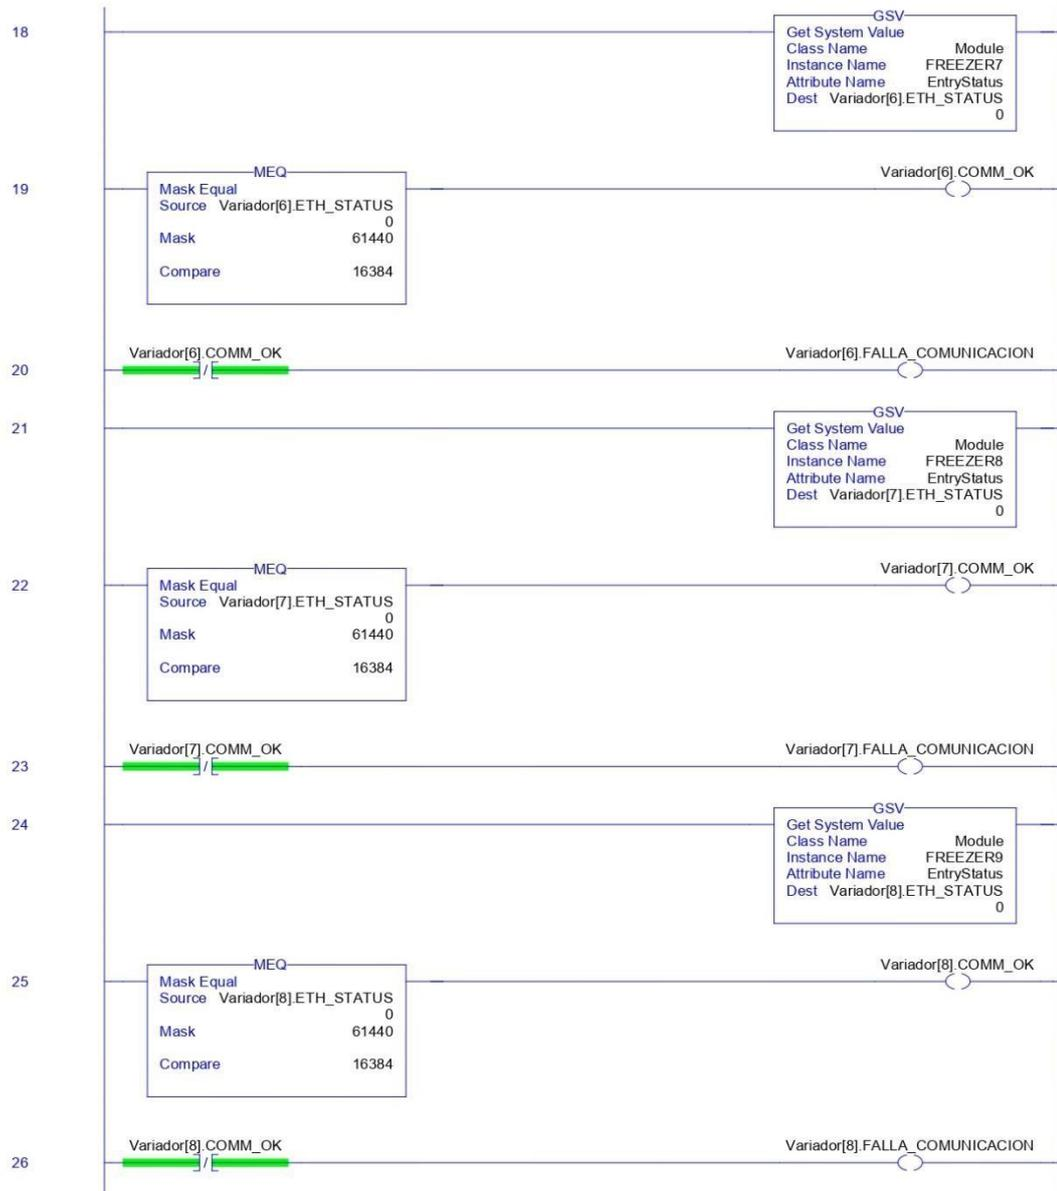 18
GSV
Get System Value
Class Name Module
Instance Name FREEZER7
Attribute Name EntryStatus
Dest Variador[6].ETH_STATUS
0
19
MEQ
Mask Equal
Source Variador[6].ETH_STATUS
0
Mask 61440
Compare 16384
Variador[6].COMM_OK
20
Variador[6].COMM_OK
Variador[6].FALLA_COMUNICACION
21
GSV
Get System Value
Class Name Module
Instance Name FREEZER8
Attribute Name EntryStatus
Dest Variador[7].ETH_STATUS
0
22
MEQ
Mask Equal
Source Variador[7].ETH_STATUS
0
Mask 61440
Compare 16384
Variador[7].COMM_OK
23
Variador[7].COMM_OK
Variador[7].FALLA_COMUNICACION
24
GSV
Get System Value
Class Name Module
Instance Name FREEZER9
Attribute Name EntryStatus
Dest Variador[8].ETH_STATUS
0
25
MEQ
Mask Equal
Source Variador[8].ETH_STATUS
0
Mask 61440
Compare 16384
Variador[8].COMM_OK
26
Variador[8].COMM_OK
Variador[8].FALLA_COMUNICACION